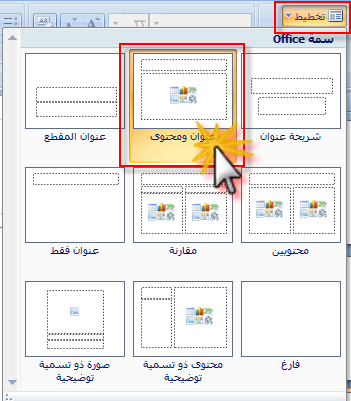 تخطيط
٣٢
سمة Office
شريحة عنوان
عنوان ومحتوى
عنوان المقطع
محتويين
مقارنة
عنوان فقط
فارغ
محتوى ذو تسمية
توضيحية
صورة ذو تسمية
توضيحية